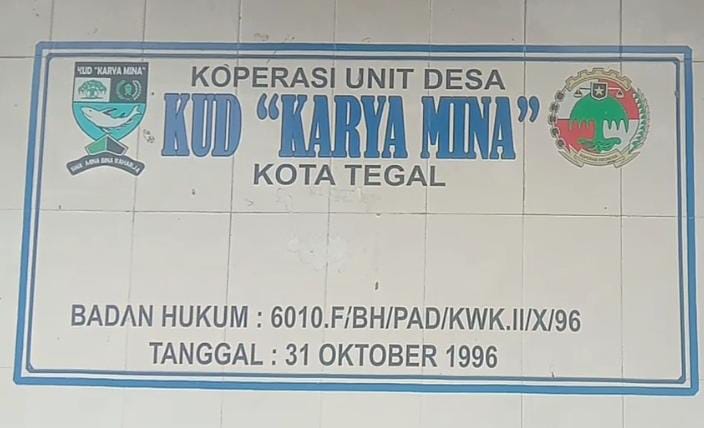 KUD "KARYA MINA"
KOPERASI UNIT DESA
KUD "KARYA MINA"
KOTA TEGAL
BADAN HUKUM : 6010.F/BH/PAD/KWK.II/X/96
TANGGAL : 31 OKTOBER 1996